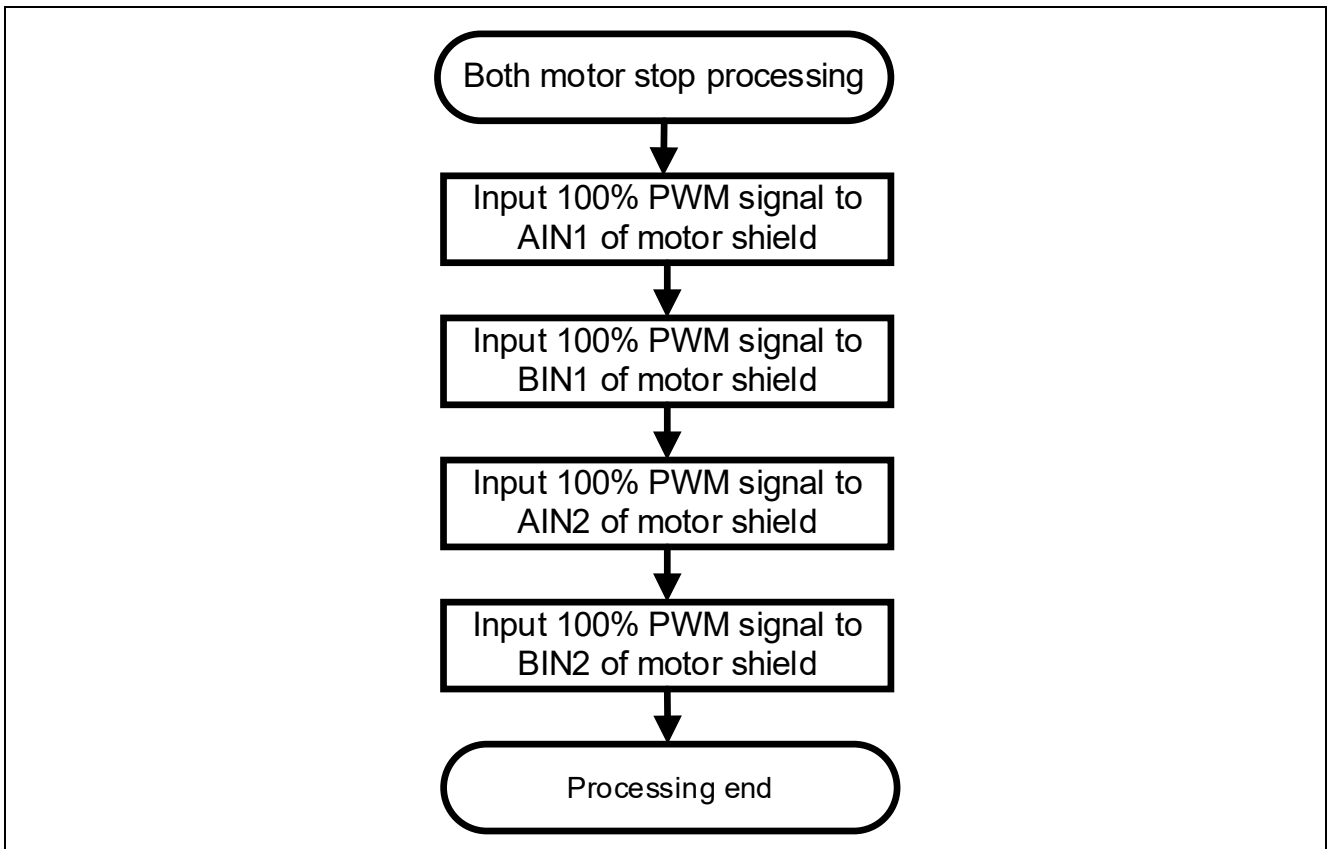 Both motor stop processing
Input 100% PWM signal to
AIN1 of motor shield
Input 100% PWM signal to
BIN1 of motor shield
Input 100% PWM signal to
AIN2 of motor shield
Input 100% PWM signal to
BIN2 of motor shield
Processing end